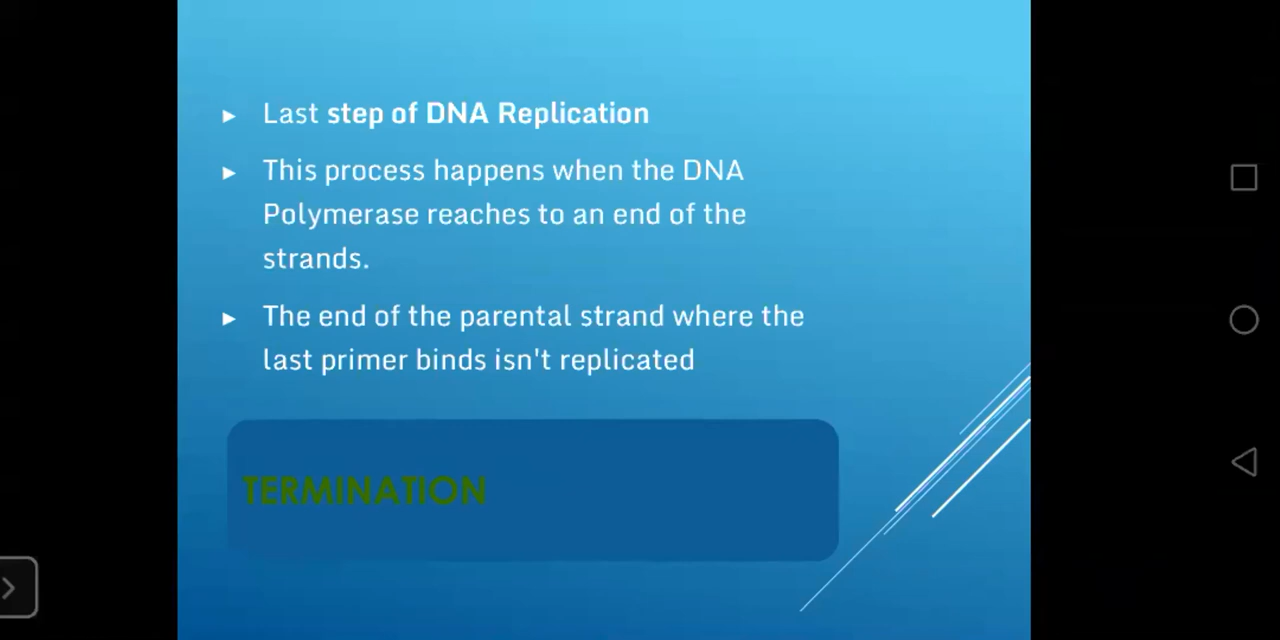 Last step of DNA Replication
This process happens when the DNA
Polymerase reaches to an end of the
strands.
The end of the parental strand where the
last primer binds isn't replicated
TERMINATION